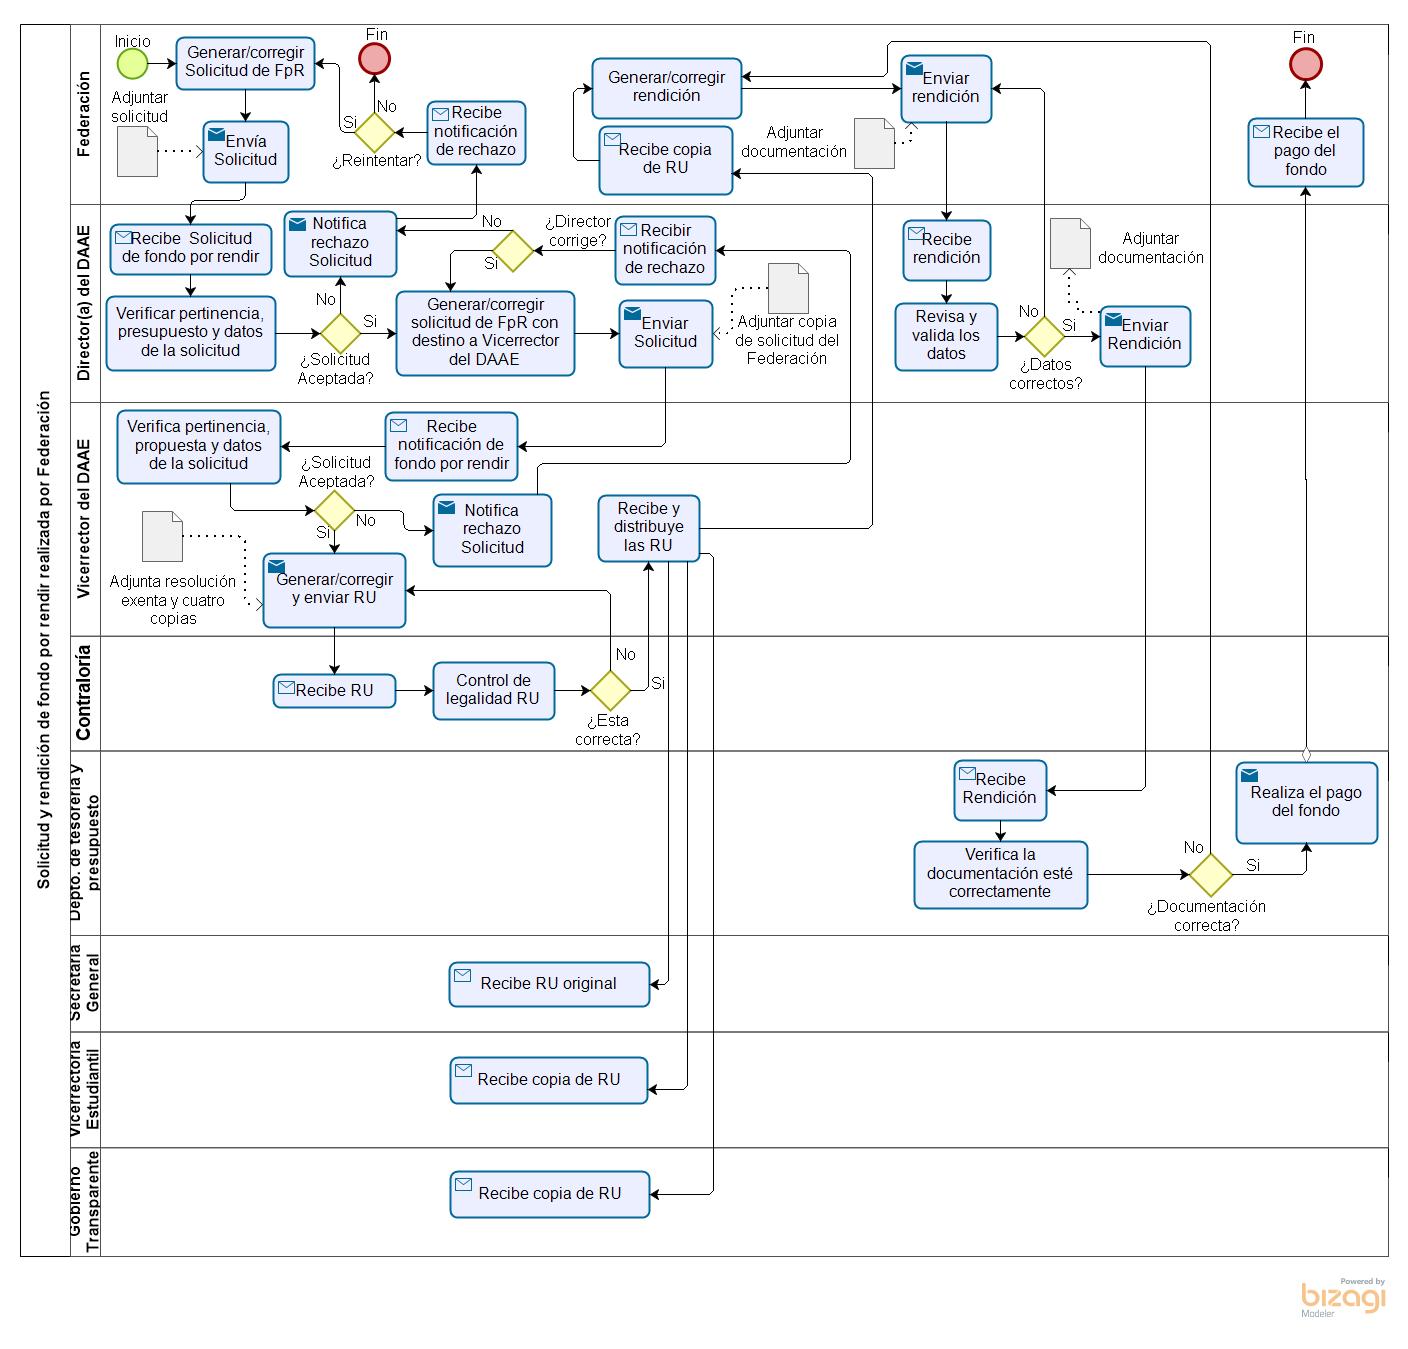 Solicitud y rendición de fondo por rendir realizada por Federación
Federación
Inicio
Generar/corregir
Solicitud de FpR
Adjuntar
solicitud
Envía
Solicitud
Fin
No
Si
¿Reintentar?
Recibe
notificación
de rechazo
Generar/corregir
rendición
Recibe copia
de RU
Adjuntar
documentación
Enviar
rendición
Fin
Recibe el
pago del
fondo
Director(a) del DAAE
Recibe Solicitud
de fondo por rendir
Verificar pertinencia,
presupuesto y datos
de la solicitud
Notifica
rechazo
Solicitud
No
Si
¿Solicitud
Aceptada?
No
Si
¿Director
corrige?
Recibir
notificación
de rechazo
Generar/corregir
solicitud de FpR con
destino a Vicerrector
del DAAE
Enviar
Solicitud
Adjuntar copia
de solicitud del
Federación
Recibe
rendición
Revisa y
valida los
datos
No
Si
¿Datos
correctos?
Adjuntar
documentación
Enviar
Rendición
Vicerrector del DAAE
Verifica pertinencia,
propuesta y datos
de la solicitud
Recibe
notificación de
fondo por rendir
¿Solicitud
Aceptada?
No
Si
Notifica
rechazo
Solicitud
Recibe y
distribuye
las RU
Adjunta resolución
exenta y cuatro
copias
Generar/corregir
y enviar RU
Contraloría
Recibe RU
Control de
legalidad RU
No
Si
¿Esta
correcta?
Depto. de tesorería y
presupuesto
Recibe
Rendición
Verifica la
documentación esté
correctamente
No
Si
¿Documentación
correcta?
Realiza el pago
del fondo
Secretaría
General
Recibe RU original
Vicerrectoría
Estudiantil
Recibe copia de RU
Gobierno
Transparente
Recibe copia de RU
Powered by
bizagi
Modeler